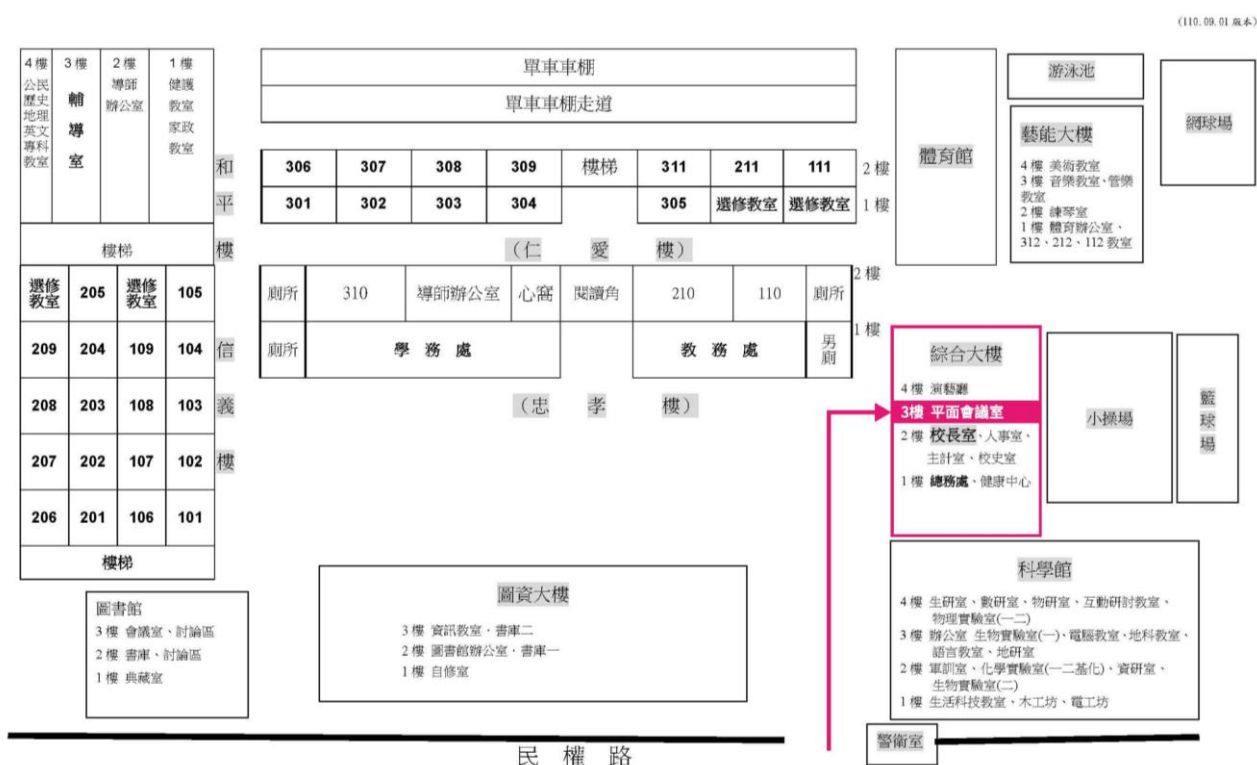 (110.09.01 版本)
4 樓
公民
歷史
地理
英文
專科
教室
3 樓
輔
導
室
2 樓
導師
辦公室
1 樓
健護
教室
家政
教室
樓梯
和
平
樓
單車車棚
單車車棚走道
306 307 308 309 樓梯 311 211 111 2 樓
301 302 303 304 305 選修教室 選修教室 1 樓
(仁 愛 樓)
廁所 310 導師辦公室 心窩 閱讀角 210 110 廁所 2 樓
廁所 學 務 處 教 務 處 男廁 1 樓
(忠 孝 樓)
選修教室 205 選修教室 105
209 204 109 104
208 203 108 103
207 202 107 102
206 201 106 101
樓梯
信
義
樓
體育館
游泳池
藝能大樓
4 樓 美術教室
3 樓 音樂教室、管樂
教室
2 樓 練琴室
1 樓 體育辦公室、
312、212、112 教室
網球場
綜合大樓
4 樓 演藝廳
3樓 平面會議室
2 樓 校長室、人事室、
主計室、校史室
1 樓 總務處、健康中心
小操場
籃
球
場
圖書館
3 樓 會議室、討論區
2 樓 書庫、討論區
1 樓 典藏室
圖資大樓
3 樓 資訊教室、書庫二
2 樓 圖書館辦公室、書庫一
1 樓 自修室
科學館
4 樓 生研室、數研室、物研室、互動研討教室、
物理實驗室(一二)
3 樓 辦公室 生物實驗室(一)、電腦教室、地科教室、
語言教室、地研室
2 樓 軍訓室、化學實驗室(一二基化)、資研室、
生物實驗室(二)
1 樓 生活科技教室、木工坊、電工坊
警衛室
民 權 路